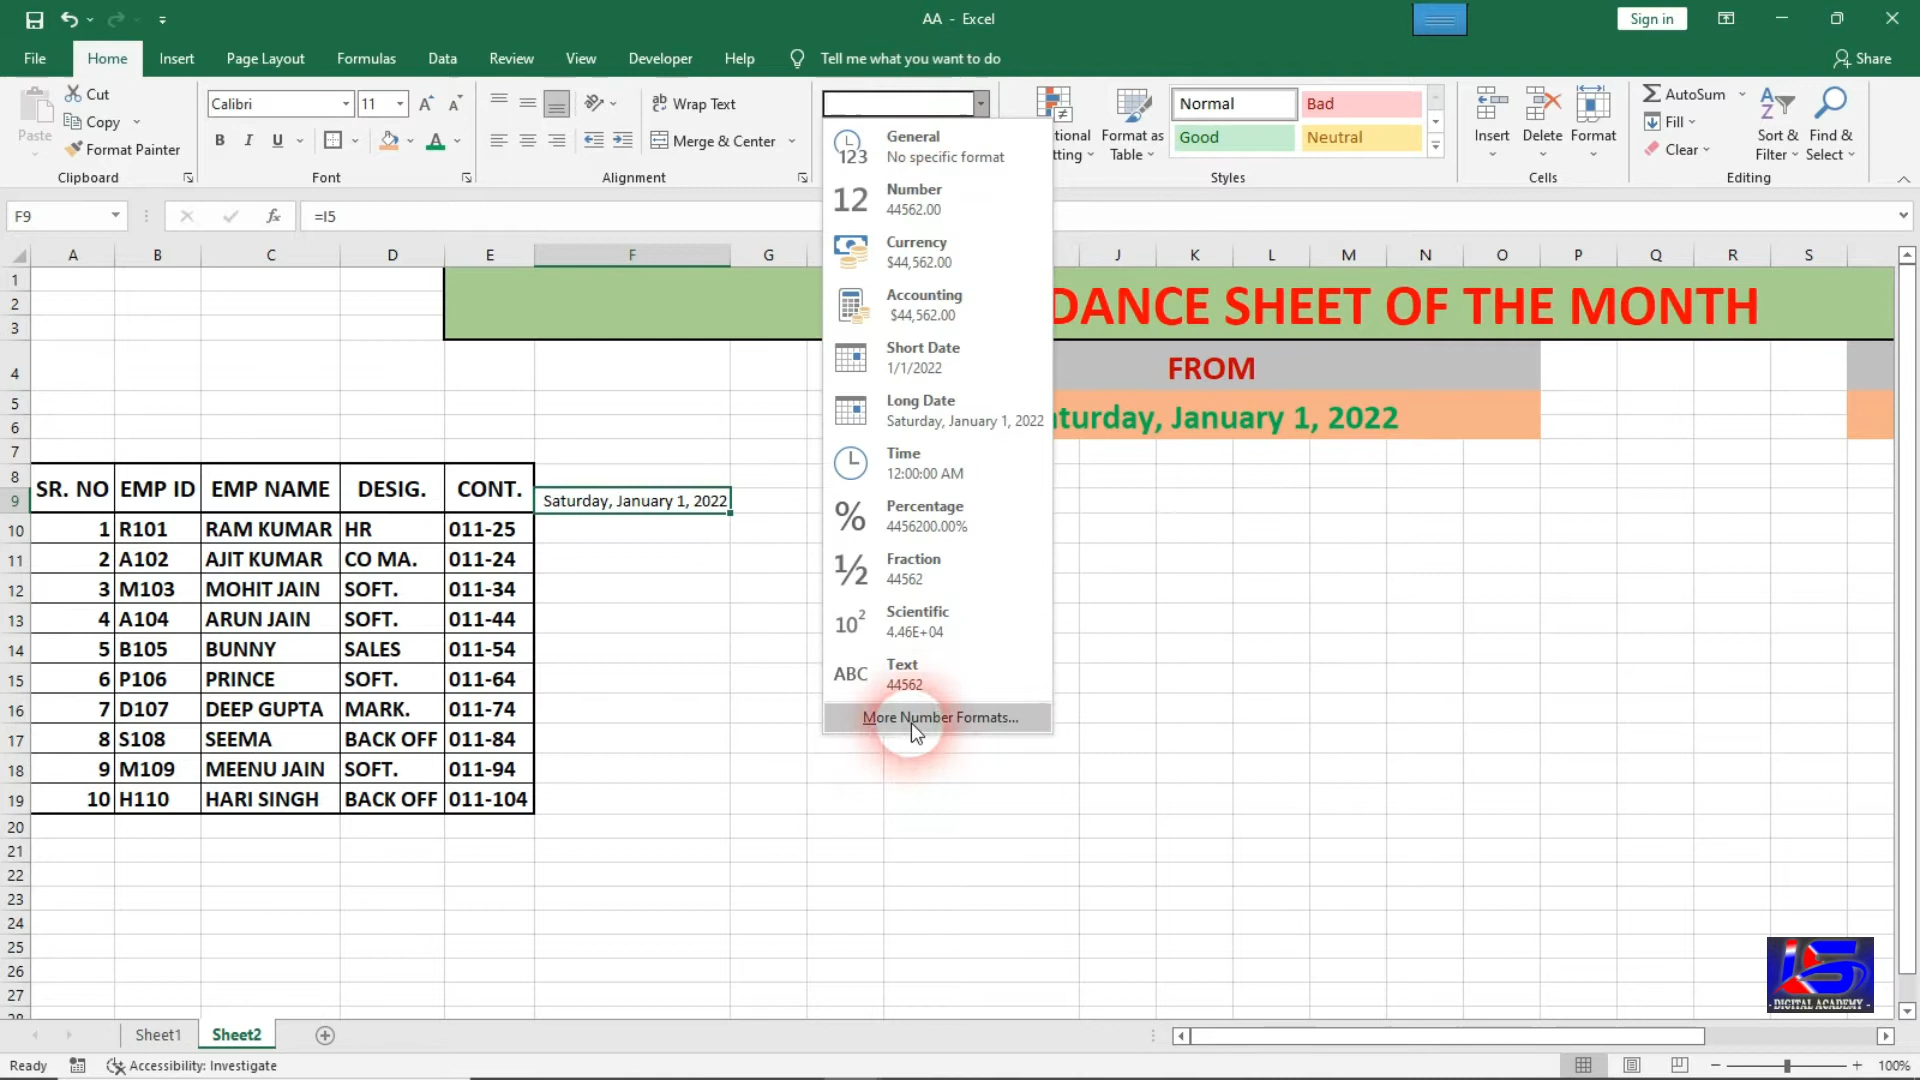 AA - Excel
Sign in
File Home Insert Page Layout Formulas Data Review View Developer Help Tell me what you want to do Share
Paste Cut Copy Format Painter Clipboard
Calibri 11 B I U Font
Wrap Text Merge & Center Alignment
Format as Table
Normal Bad Good Neutral Styles
Insert Delete Format Cells
AutoSum Fill Clear Sort & Filter Find & Select Editing
F9 fx =I5
A B C D E F G J K L M N O P Q R S
General
No specific format
Number
44562.00
Currency
$44,562.00
Accounting
$44,562.00
Short Date
1/1/2022
Long Date
Saturday, January 1, 2022
Time
12:00:00 AM
Percentage
4456200.00%
Fraction
44562
Scientific
4.46E+04
Text
44562
More Number Formats...
DANCE SHEET OF THE MONTH
FROM
turday, January 1, 2022
SR. NO EMP ID EMP NAME DESIG. CONT.
Saturday, January 1, 2022
1 R101 RAM KUMAR HR 011-25
2 A102 AJIT KUMAR CO MA. 011-24
3 M103 MOHIT JAIN SOFT. 011-34
4 A104 ARUN JAIN SOFT. 011-44
5 B105 BUNNY SALES 011-54
6 P106 PRINCE SOFT. 011-64
7 D107 DEEP GUPTA MARK. 011-74
8 S108 SEEMA BACK OFF 011-84
9 M109 MEENU JAIN SOFT. 011-94
10 H110 HARI SINGH BACK OFF 011-104
1
2
3
4
5
6
7
8
9
10
11
12
13
14
15
16
17
18
19
20
21
22
23
24
25
26
27
LS
- DIGITAL ACADEMY -
Sheet1 Sheet2
Ready Accessibility: Investigate 100%